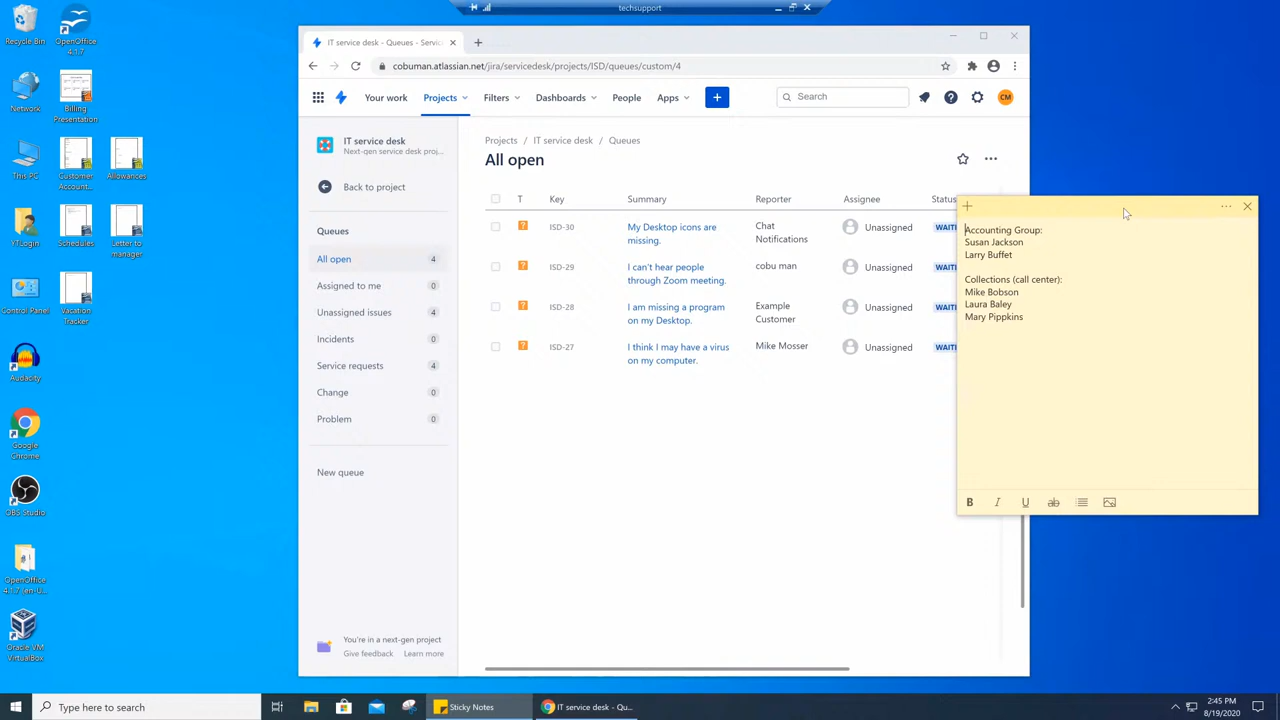 techsupport
Recycle Bin
OpenOffice
4.1.7
Network
Billing
Presentation
This PC
Customer
Account...
Allowances
YTLogin
Schedules
Letter to
manager
Control Panel
Vacation
Tracker
Audacity
Google
Chrome
OBS Studio
OpenOffice
4.1.7 (en-U...
Oracle VM
VirtualBox
IT service desk - Queues - Servic
cobuman.atlassian.net/jira/servicedesk/projects/ISD/queues/custom/4
Your work Projects Filters Dashboards People Apps + Search CM
IT service desk
Next-gen service desk proj...
Back to project
Queues
All open 4
Assigned to me 0
Unassigned issues 4
Incidents 0
Service requests 4
Change 0
Problem 0
New queue
You're in a next-gen project
Give feedback Learn more
Projects / IT service desk / Queues
All open
T Key Summary Reporter Assignee Status
ISD-30 My Desktop icons are missing. Chat Notifications Unassigned WAITI
ISD-29 I can't hear people through Zoom meeting. cobu man Unassigned WAITI
ISD-28 I am missing a program on my Desktop. Example Customer Unassigned WAITI
ISD-27 I think I may have a virus on my computer. Mike Mosser Unassigned WAITI
Accounting Group:
Susan Jackson
Larry Buffet
Collections (call center):
Mike Bobson
Laura Baley
Mary Pippkins
B I U ab
Type here to search
Sticky Notes
IT service desk - Qu...
2:45 PM
8/19/2020